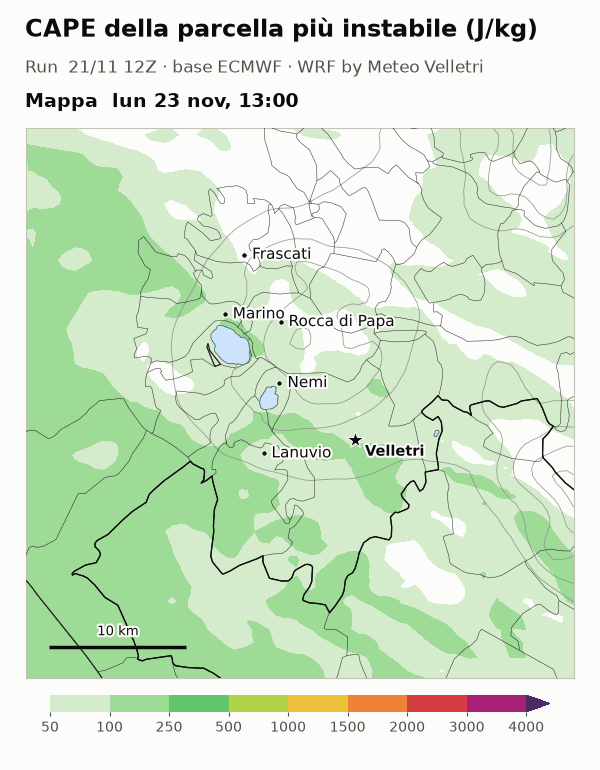 CAPE della parcella più instabile (J/kg)
Run  21/11 12Z · base ECMWF · WRF by Meteo Velletri
Mappa  lun 23 nov, 13:00
Frascati
Marino
Rocca di Papa
Nemi
Velletri
Lanuvio
10 km
50 100 250 500 1000 1500 2000 3000 4000